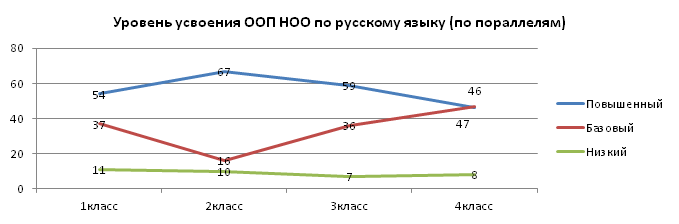 Уровень усвоения ООП НОО по русскому языку (по пораллелям)
80
60
40
20
0
54
67
59
46
37
16
36
47
11
10
7
8
1класс
2класс
3класс
4класс
Повышенный
Базовый
Низкий